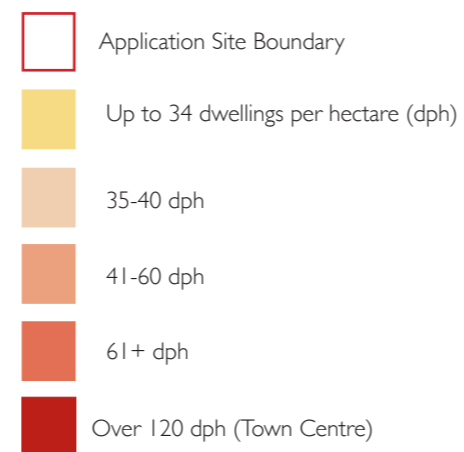 Application Site Boundary
Up to 34 dwellings per hectare (dph)
35-40 dph
41-60 dph
61+ dph
Over 120 dph (Town Centre)